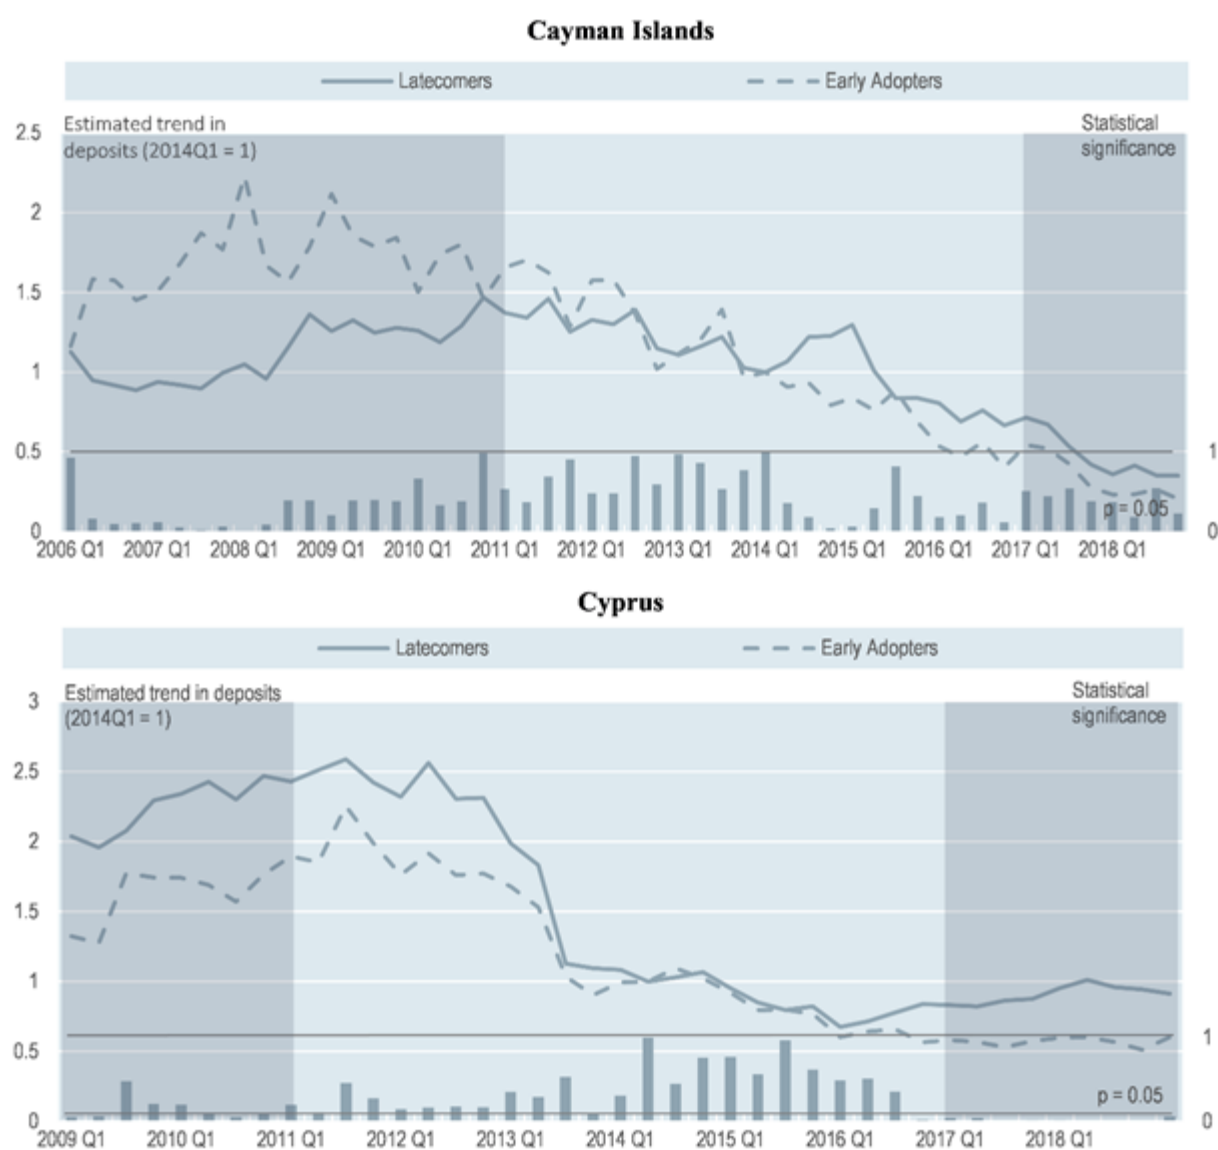 Cayman Islands
Latecomers Early Adopters
Estimated trend in
deposits (2014Q1 = 1)
Statistical
significance
2.5
2
1.5
1
0.5
0
1
0
p = 0.05
2006 Q1 2007 Q1 2008 Q1 2009 Q1 2010 Q1 2011 Q1 2012 Q1 2013 Q1 2014 Q1 2015 Q1 2016 Q1 2017 Q1 2018 Q1
Cyprus
Latecomers Early Adopters
Estimated trend in deposits
(2014Q1 = 1)
Statistical
significance
3
2.5
2
1.5
1
0.5
0
1
0
p = 0.05
2009 Q1 2010 Q1 2011 Q1 2012 Q1 2013 Q1 2014 Q1 2015 Q1 2016 Q1 2017 Q1 2018 Q1